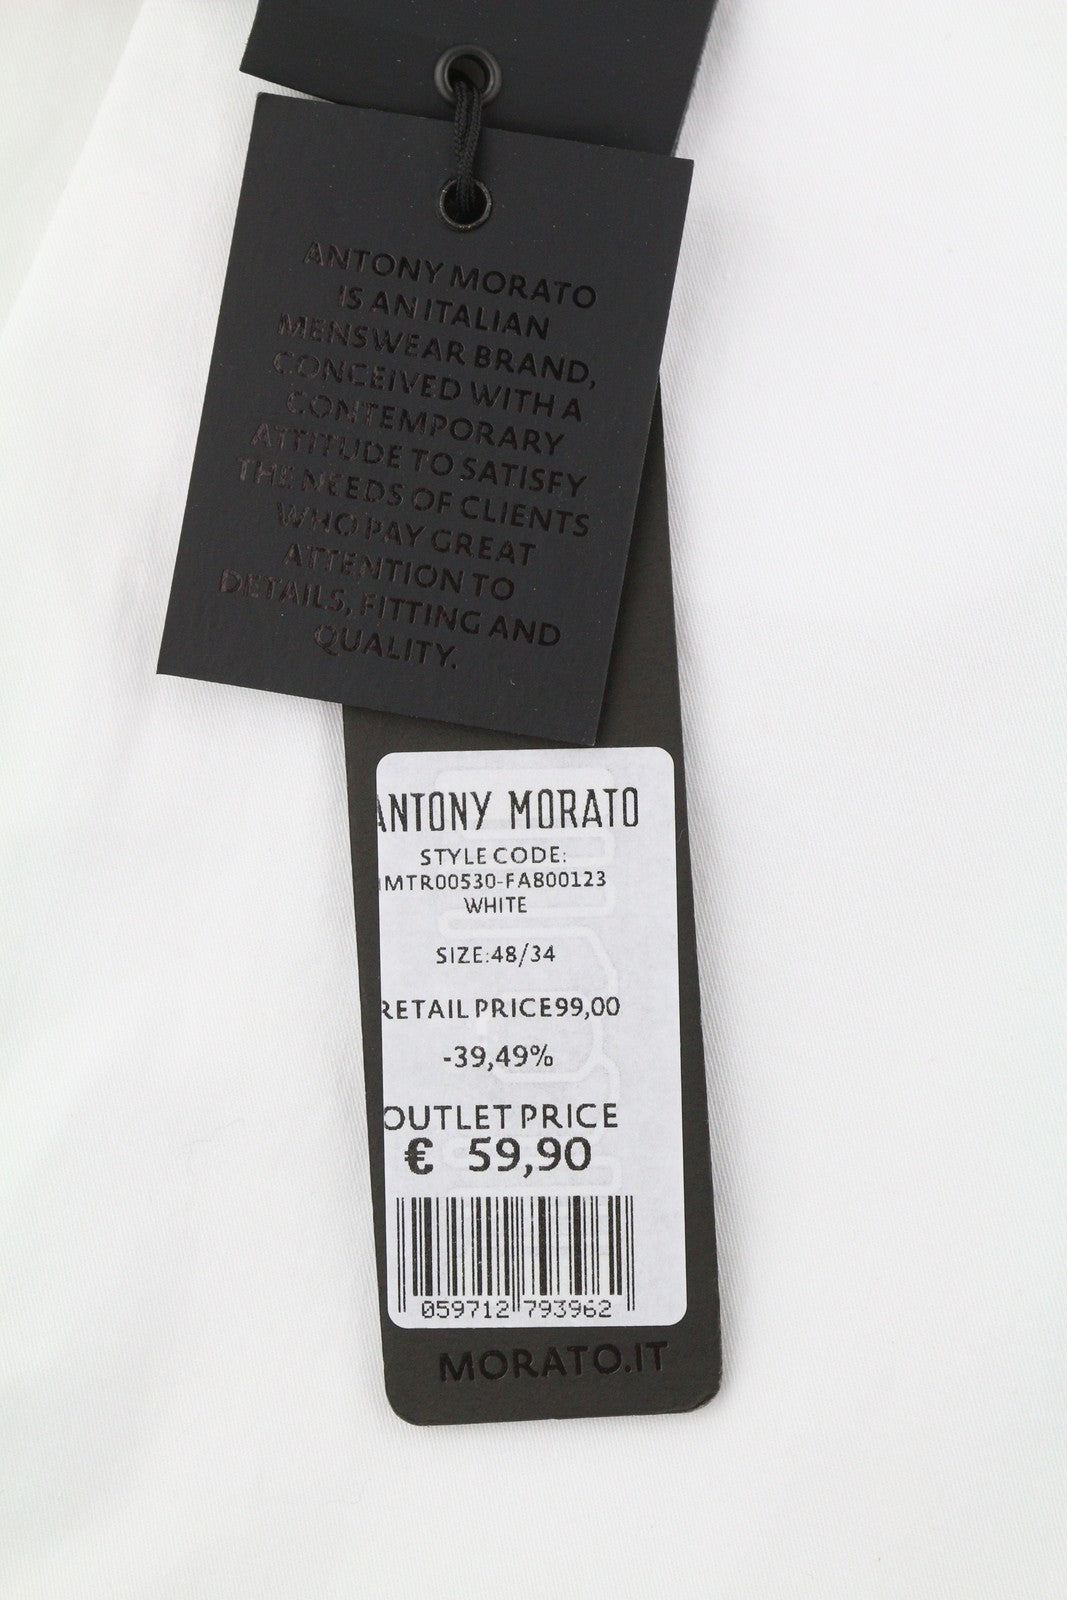 ANTONY MORATO
IS AN ITALIAN
MENSWEAR BRAND,
CONCEIVED WITH A
CONTEMPORARY
ATTITUDE TO SATISFY
THE NEEDS OF CLIENTS
WHO PAY GREAT
ATTENTION TO
DETAILS, FITTING AND
QUALITY.
ANTONY MORATO
STYLE CODE:
MMTR00530-FA800123
WHITE
SIZE:48/34
RETAIL PRICE99,00
-39,49%
OUTLET PRICE
€ 59,90
059712 793962
MORATO.IT